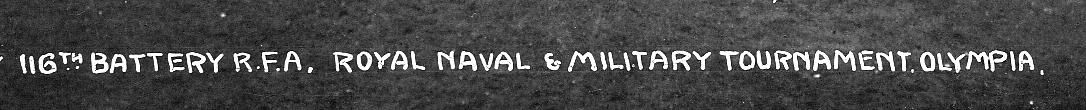 116TH BATTERY R.F.A. ROYAL NAVAL & MILITARY TOURNAMENT. OLYMPIA.